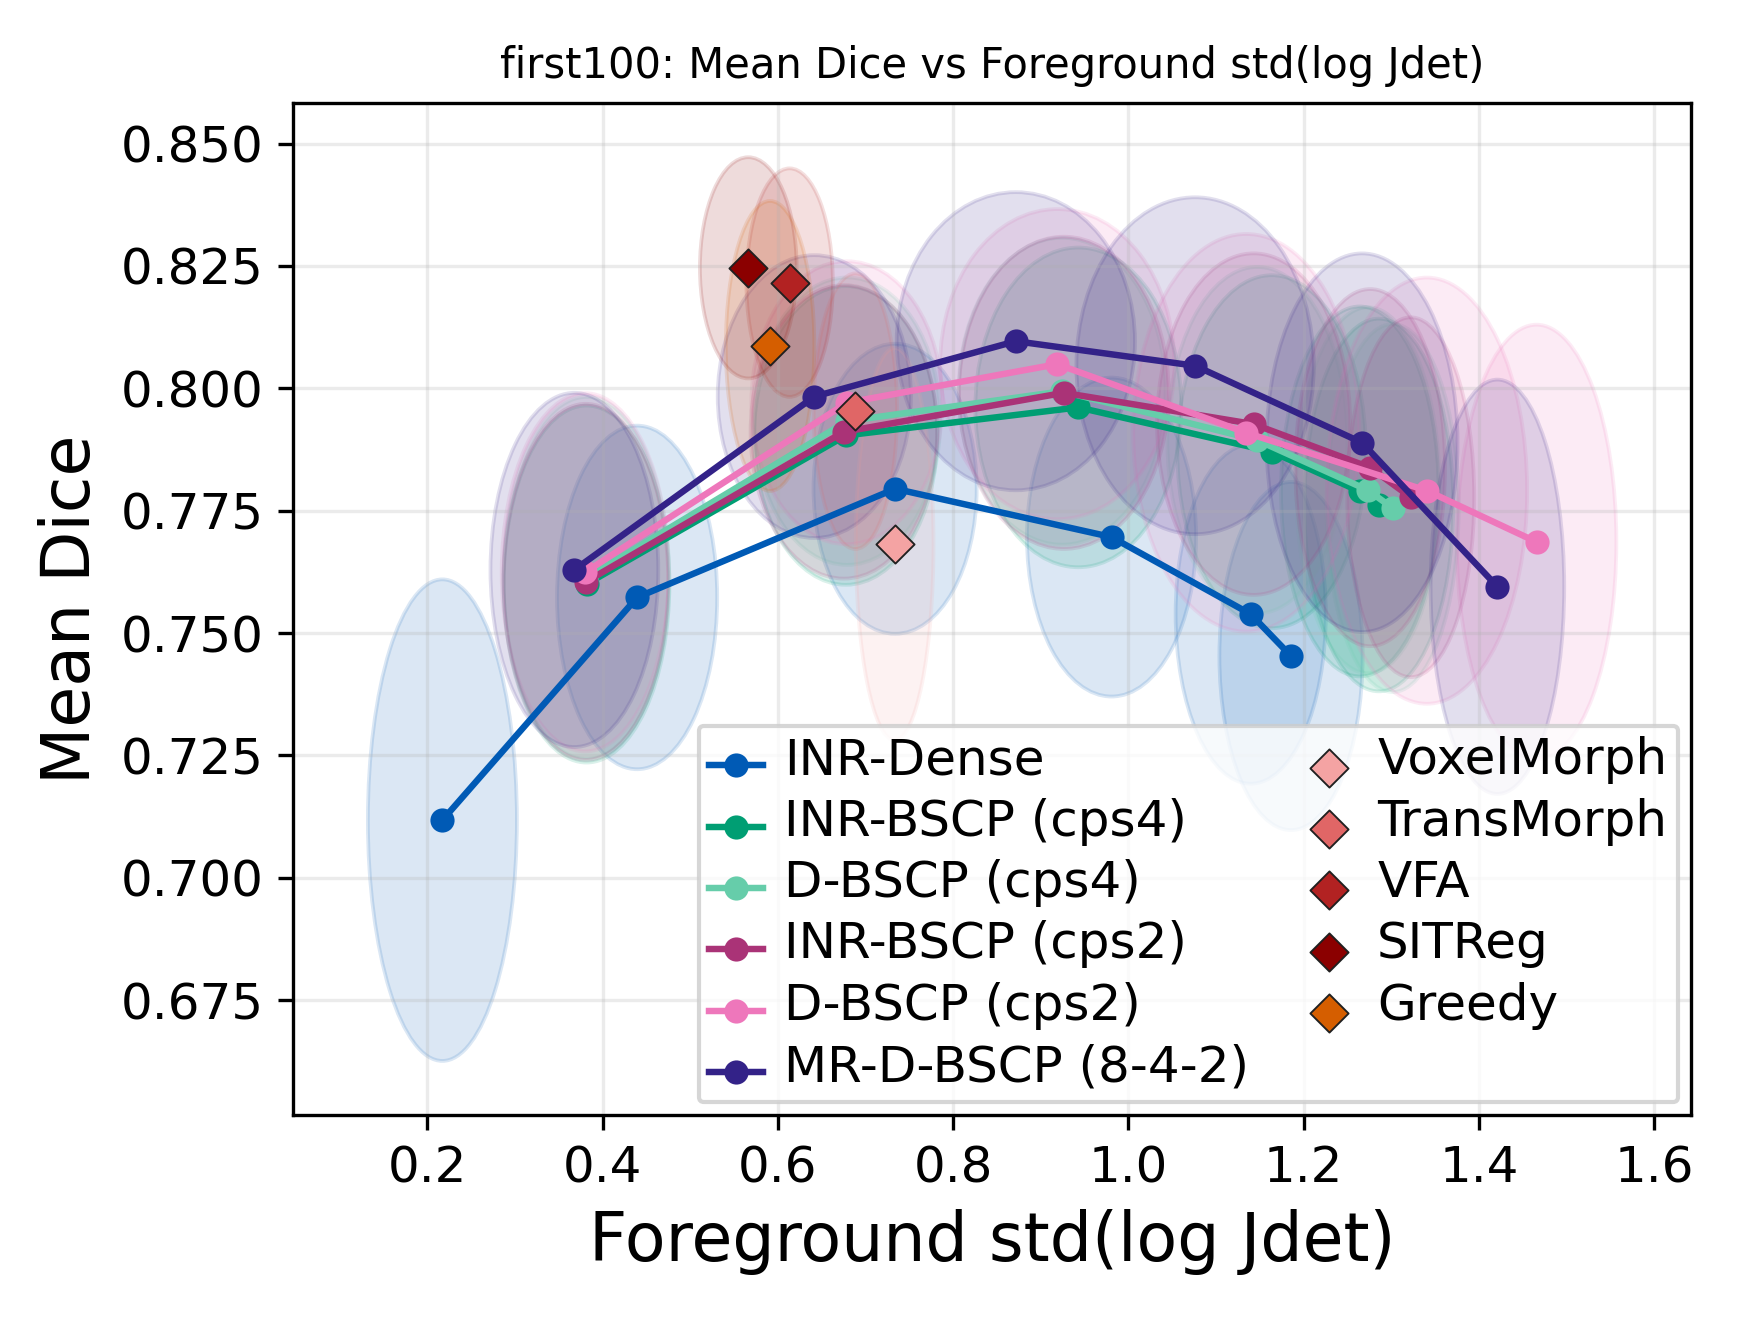 first100: Mean Dice vs Foreground std(log Jdet)
Mean Dice
0.850
0.825
0.800
0.775
0.750
0.725
0.700
0.675
INR-Dense
INR-BSCP (cps4)
D-BSCP (cps4)
INR-BSCP (cps2)
D-BSCP (cps2)
MR-D-BSCP (8-4-2)
VoxelMorph
TransMorph
VFA
SITReg
Greedy
0.2 0.4 0.6 0.8 1.0 1.2 1.4 1.6
Foreground std(log Jdet)